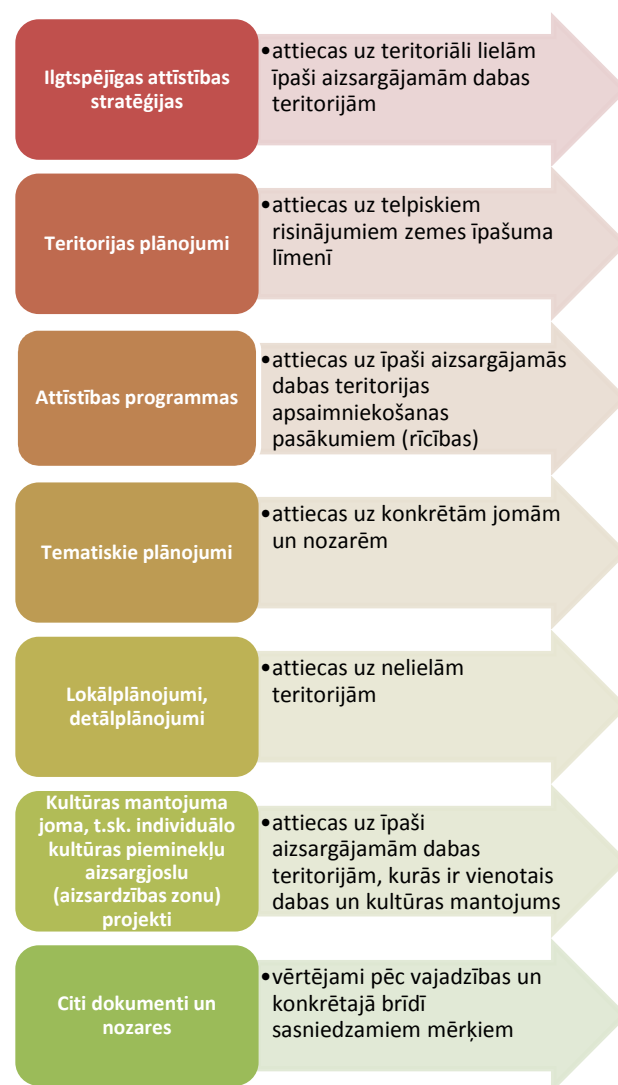 Ilgtspējīgas attīstības
stratēģijas
•attiecas uz teritoriāli lielām
īpaši aizsargājamām dabas
teritorijām
Teritorijas plānojumi
•attiecas uz telpiskiem
risinājumiem zemes īpašuma
līmenī
Attīstības programmas
•attiecas uz īpaši aizsargājamās
dabas teritorijas
apsaimniekošanas
pasākumiem (rīcības)
Tematiskie plānojumi
•attiecas uz konkrētām jomām
un nozarēm
Lokālplānojumi,
detālplānojumi
•attiecas uz nelielām
teritorijām
Kultūras mantojuma
joma, t.sk. individuālo
kultūras pieminekļu
aizsargjoslu
(aizsardzības zonu)
projekti
•attiecas uz īpaši
aizsargājamām dabas
teritorijām, kurās ir vienotais
dabas un kultūras mantojums
Citi dokumenti un
nozares
•vērtējami pēc vajadzības un
konkrētajā brīdī
sasniedzamiem mērķiem